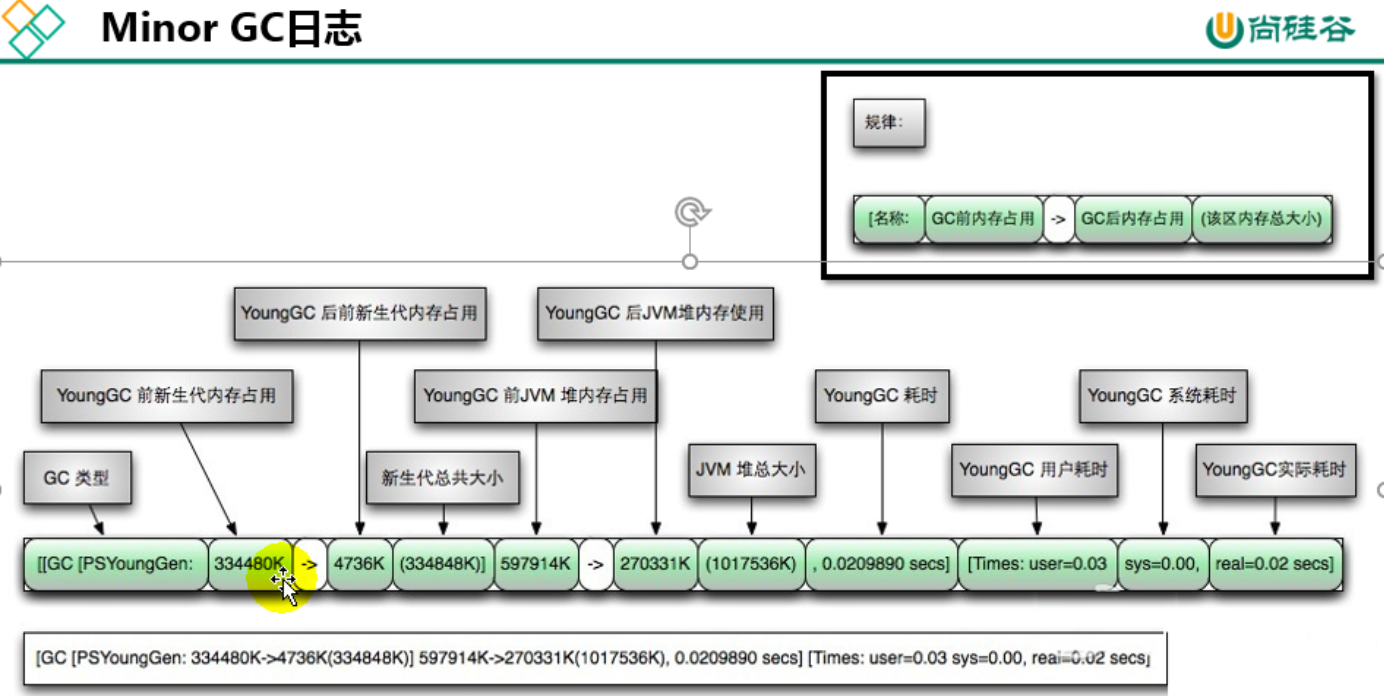 Minor GC日志
尚硅谷
规律:
[名称: GC前内存占用 -> GC后内存占用 (该区内存总大小)
YoungGC 后前新生代内存占用
YoungGC 后JVM堆内存使用
YoungGC 前新生代内存占用
YoungGC 前JVM 堆内存占用
YoungGC 耗时
YoungGC 系统耗时
GC 类型
新生代总共大小
JVM 堆总大小
YoungGC 用户耗时
YoungGC实际耗时
[[GC [PSYoungGen: 334480K -> 4736K (334848K)] 597914K -> 270331K (1017536K) , 0.0209890 secs] [Times: user=0.03 sys=0.00, real=0.02 secs]
[GC [PSYoungGen: 334480K->4736K(334848K)] 597914K->270331K(1017536K), 0.0209890 secs] [Times: user=0.03 sys=0.00, real=0.02 secs]